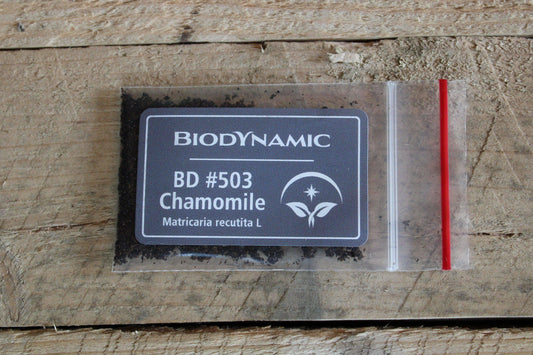 BIODYNAMIC
BD #503
Chamomile
Matricaria recutita L